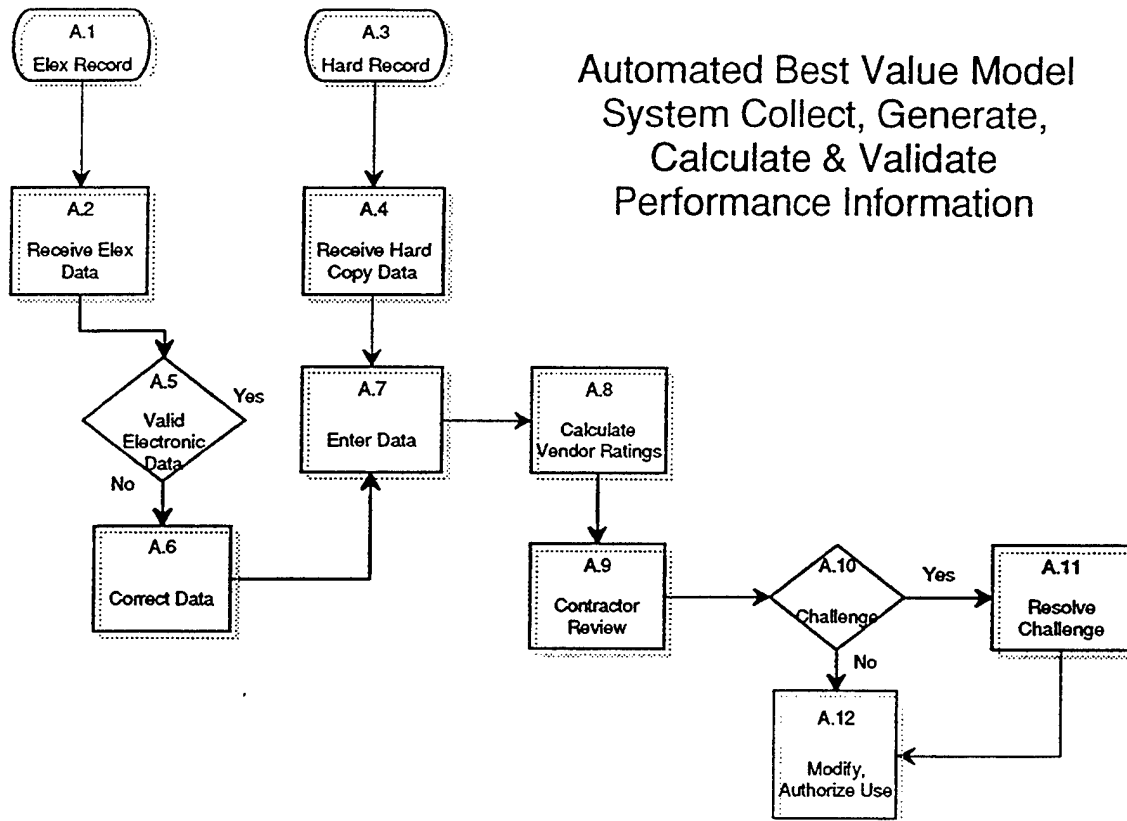 A.1
Elex Record
A.3
Hard Record
Automated Best Value Model
System Collect, Generate,
Calculate & Validate
Performance Information
A.2
Receive Elex
Data
A.4
Receive Hard
Copy Data
A.5
Valid
Electronic
Data
Yes
No
A.7
Enter Data
A.8
Calculate
Vendor Ratings
A.6
Correct Data
A.9
Contractor
Review
A.10
Challenge
Yes
No
A.11
Resolve
Challenge
A.12
Modify,
Authorize Use